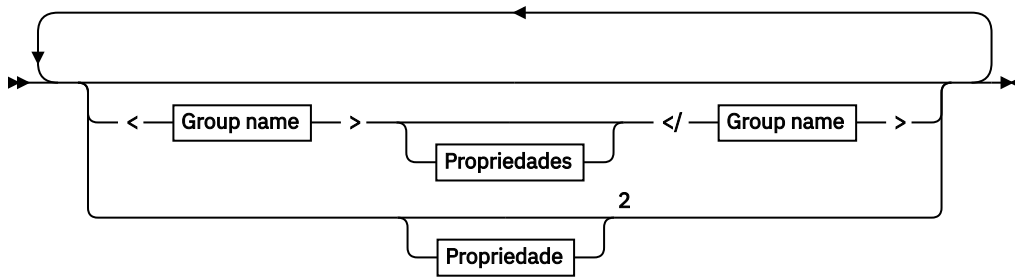 < Group name > </ Group name >
Propriedades
2
Propriedade